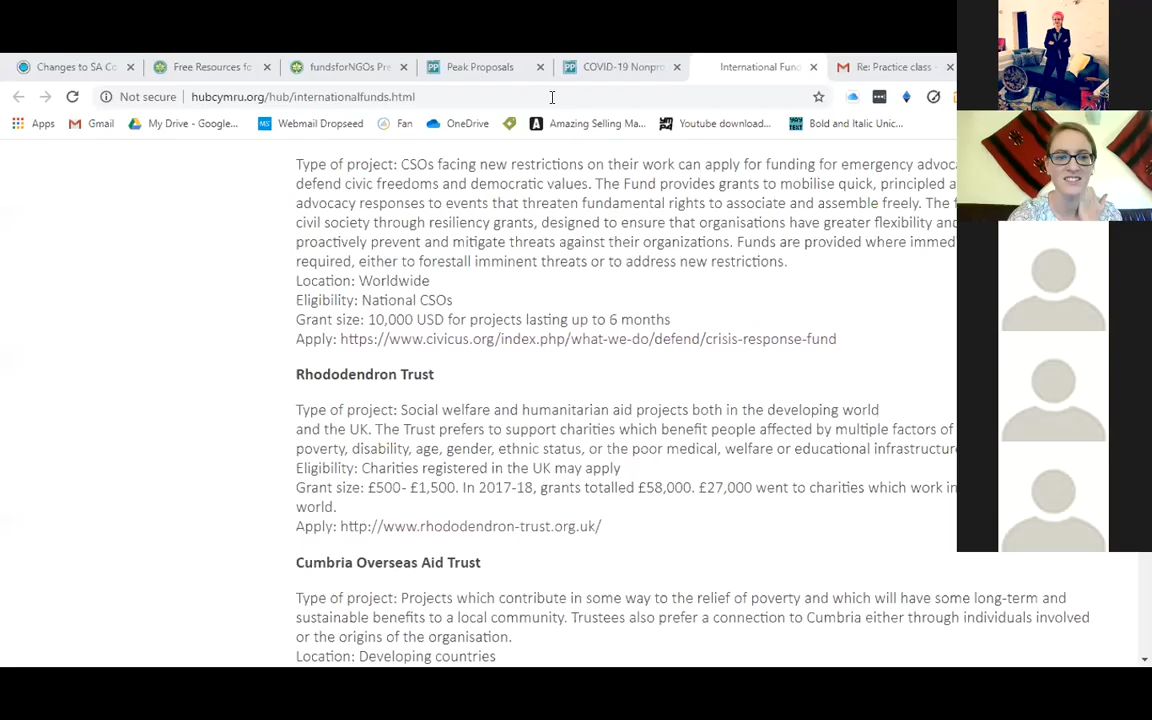 Changes to SA Co
Free Resources fo
fundsforNGOs Pre
Peak Proposals
COVID-19 Nonpr
International Fund
Re: Practice class
Not secure
hubcymru.org/hub/internationalfunds.html
Apps
Gmail
My Drive - Google...
Webmail Dropseed
Fan
OneDrive
Amazing Selling Ma...
Youtube download...
Bold and Italic Unic...
Type of project: CSOs facing new restrictions on their work can apply for funding for emergency advoca
defend civic freedoms and democratic values. The Fund provides grants to mobilise quick, principled a
advocacy responses to events that threaten fundamental rights to associate and assemble freely. The f
civil society through resiliency grants, designed to ensure that organisations have greater flexibility and
proactively prevent and mitigate threats against their organizations. Funds are provided where immed
required, either to forestall imminent threats or to address new restrictions.
Location: Worldwide
Eligibility: National CSOs
Grant size: 10,000 USD for projects lasting up to 6 months
Apply: https://www.civicus.org/index.php/what-we-do/defend/crisis-response-fund
Rhododendron Trust
Type of project: Social welfare and humanitarian aid projects both in the developing world
and the UK. The Trust prefers to support charities which benefit people affected by multiple factors of
poverty, disability, age, gender, ethnic status, or the poor medical, welfare or educational infrastructure
Eligibility: Charities registered in the UK may apply
Grant size: £500- £1,500. In 2017-18, grants totalled £58,000. £27,000 went to charities which work in
world.
Apply: http://www.rhododendron-trust.org.uk/
Cumbria Overseas Aid Trust
Type of project: Projects which contribute in some way to the relief of poverty and which will have some long-term and
sustainable benefits to a local community. Trustees also prefer a connection to Cumbria either through individuals involved
or the origins of the organisation.
Location: Developing countries